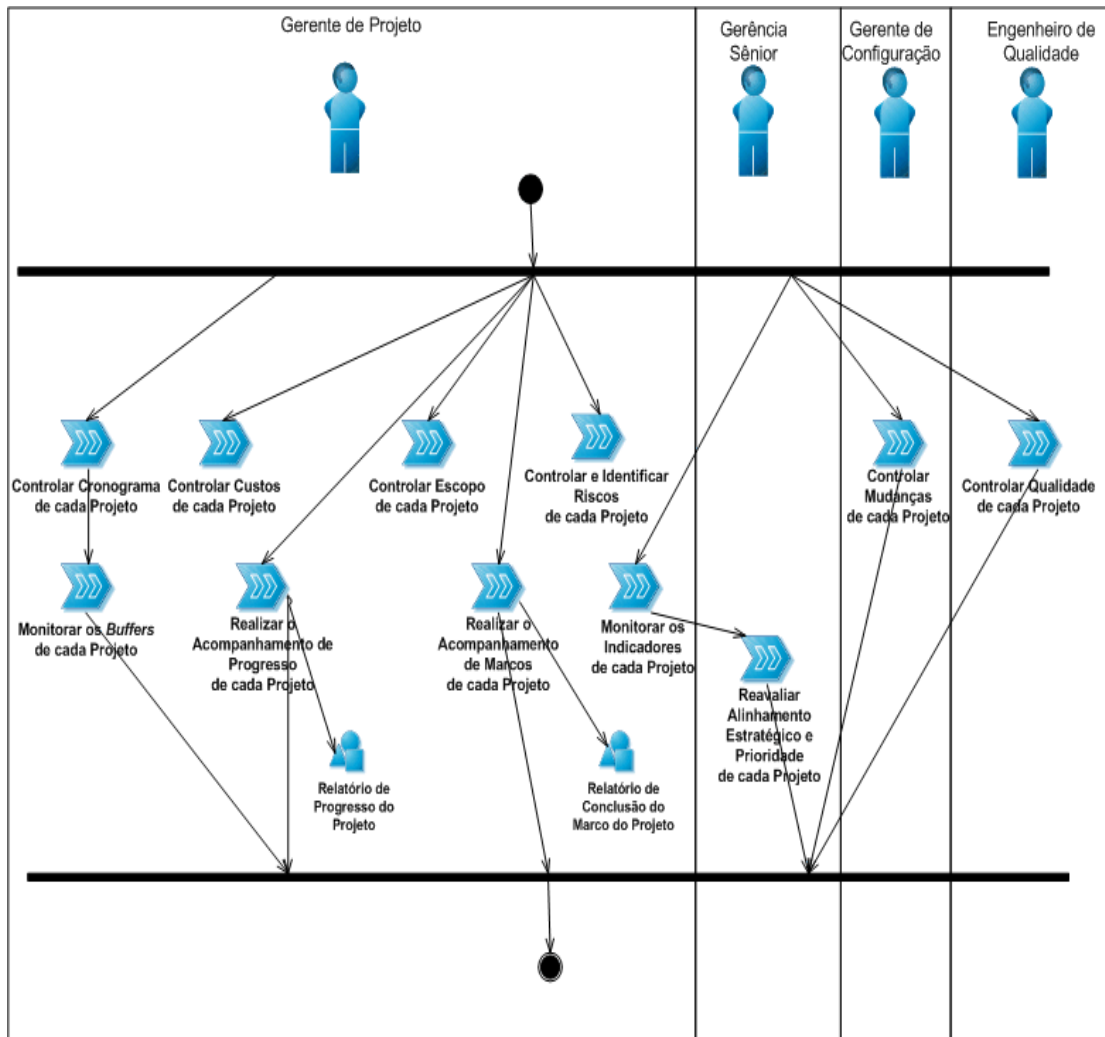 Gerente de Projeto
Gerência
Sênior
Gerente de
Configuração
Engenheiro de
Qualidade
Controlar Cronograma
de cada Projeto
Controlar Custos
de cada Projeto
Controlar Escopo
de cada Projeto
Controlar e Identificar
Riscos
de cada Projeto
Controlar
Mudanças
de cada Projeto
Controlar Qualidade
de cada Projeto
Monitorar os Buffers
de cada Projeto
Realizar o
Acompanhamento de
Progresso
de cada Projeto
Realizar o
Acompanhamento
de Marcos
de cada Projeto
Monitorar os
Indicadores
de cada Projeto
Reavaliar
Alinhamento
Estratégico e
Prioridade
de cada Projeto
Relatório de
Progresso do
Projeto
Relatório de
Conclusão do
Marco do Projeto